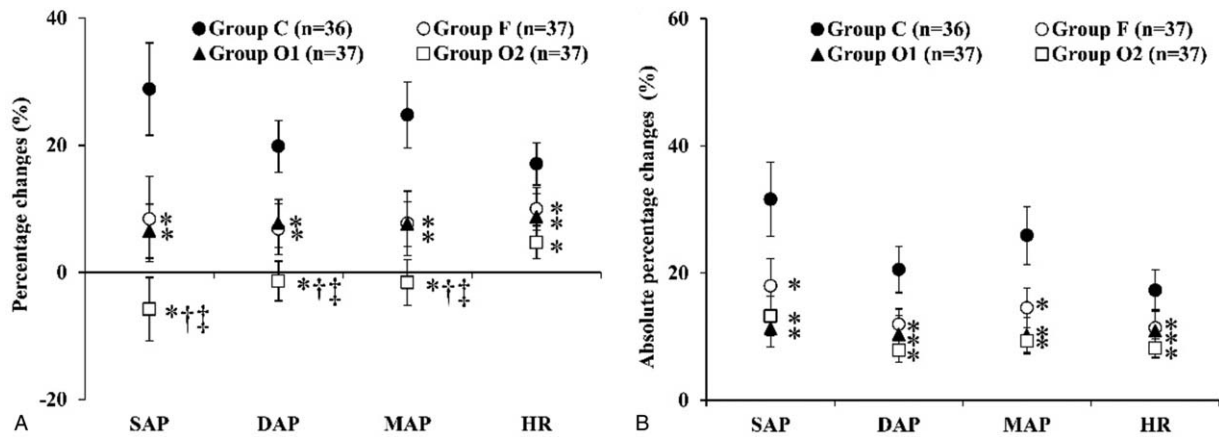 Group C (n=36) Group F (n=37)
Group O1 (n=37) Group O2 (n=37)
Percentage changes (%)
40
20
0
-20
* * * * * * * * *
*†‡ *†‡ *†‡
A SAP DAP MAP HR
Group C (n=36) Group F (n=37)
Group O1 (n=37) Group O2 (n=37)
Absolute percentage changes (%)
60
40
20
0
* * * * * * * * * * * *
B SAP DAP MAP HR